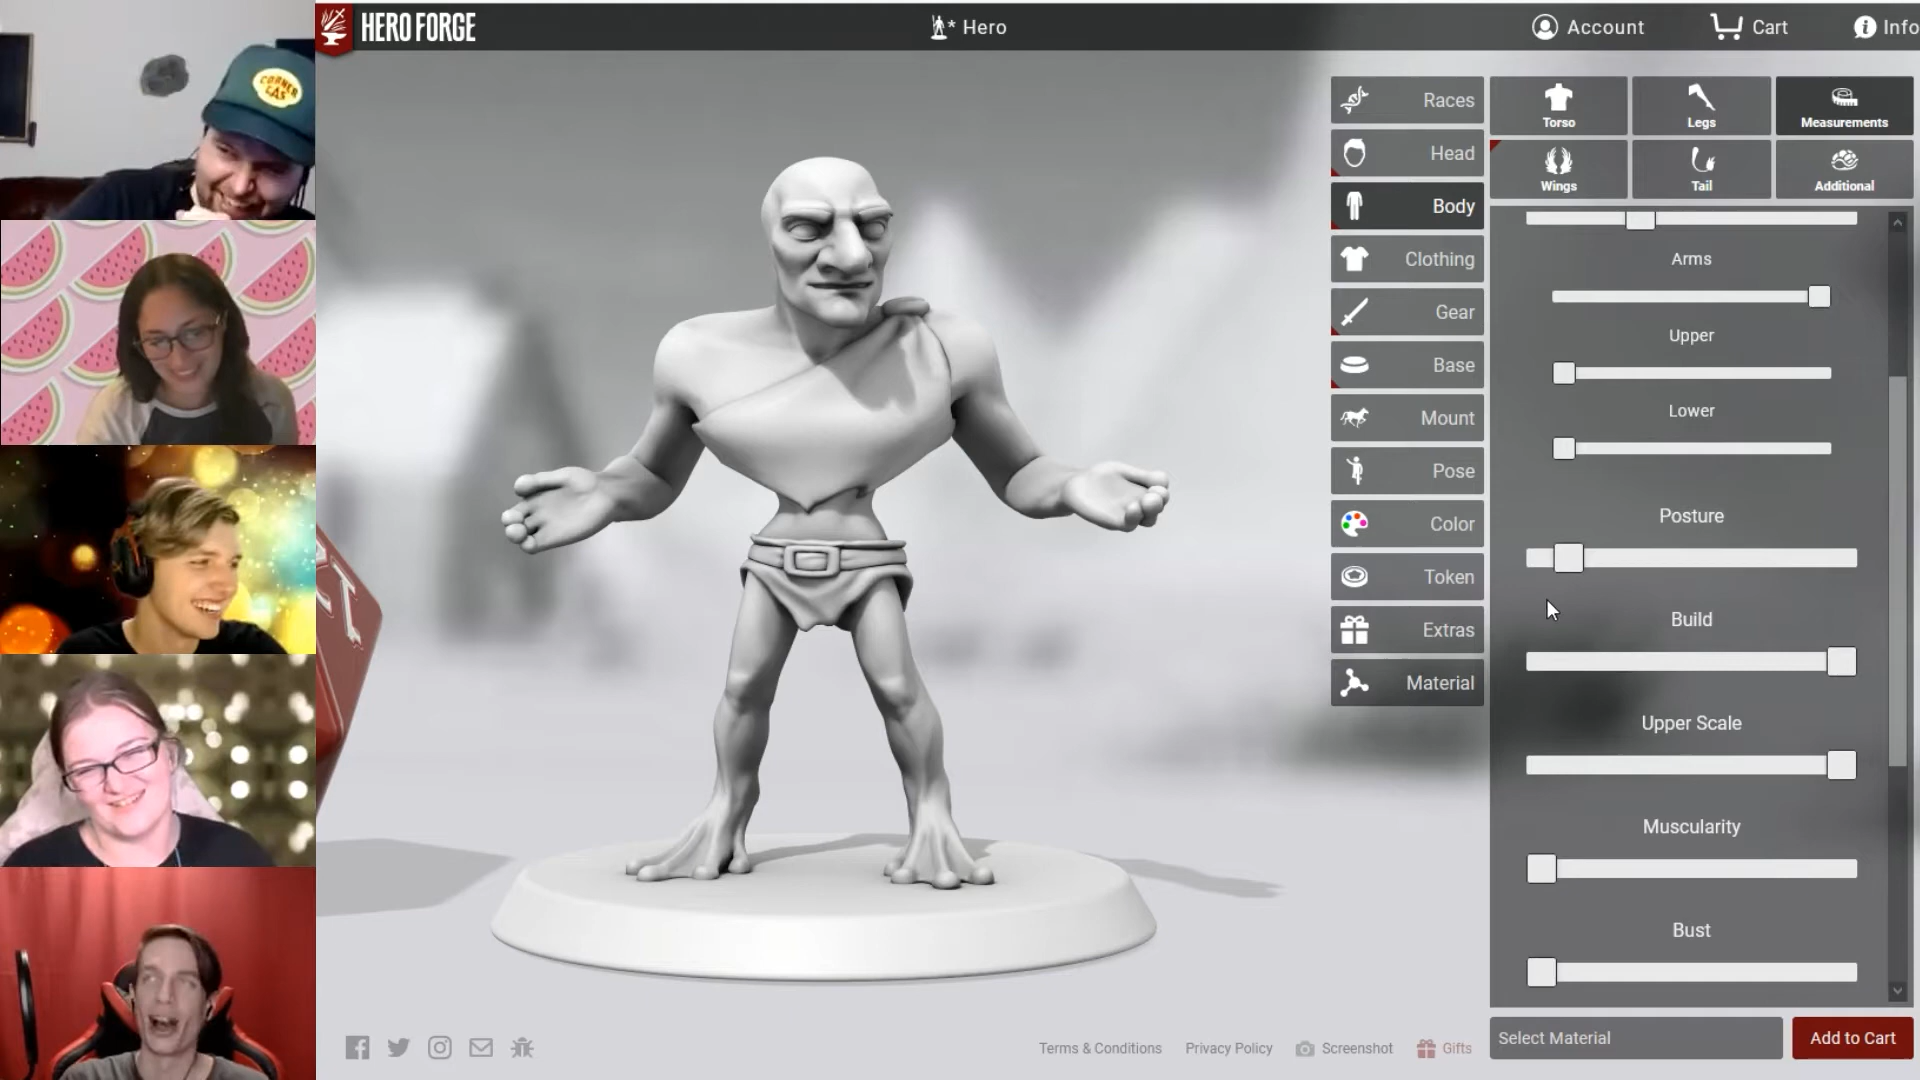 HERO FORGE
* Hero
Account
Cart
Info
CORNER
GAS
Races
Head
Body
Clothing
Gear
Base
Mount
Pose
Color
Token
Extras
Material
Torso
Legs
Measurements
Wings
Tail
Additional
Arms
Upper
Lower
Posture
Build
Upper Scale
Muscularity
Bust
Terms & Conditions
Privacy Policy
Screenshot
Gifts
Select Material
Add to Cart